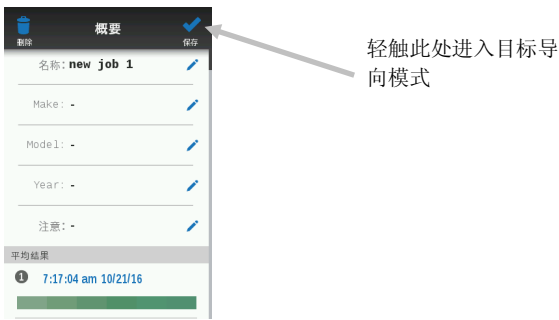 概要
删除
保存
名称: new job 1
Make: -
Model: -
Year: -
注意: -
平均结果
1 7:17:04 am 10/21/16
轻触此处进入目标导
向模式